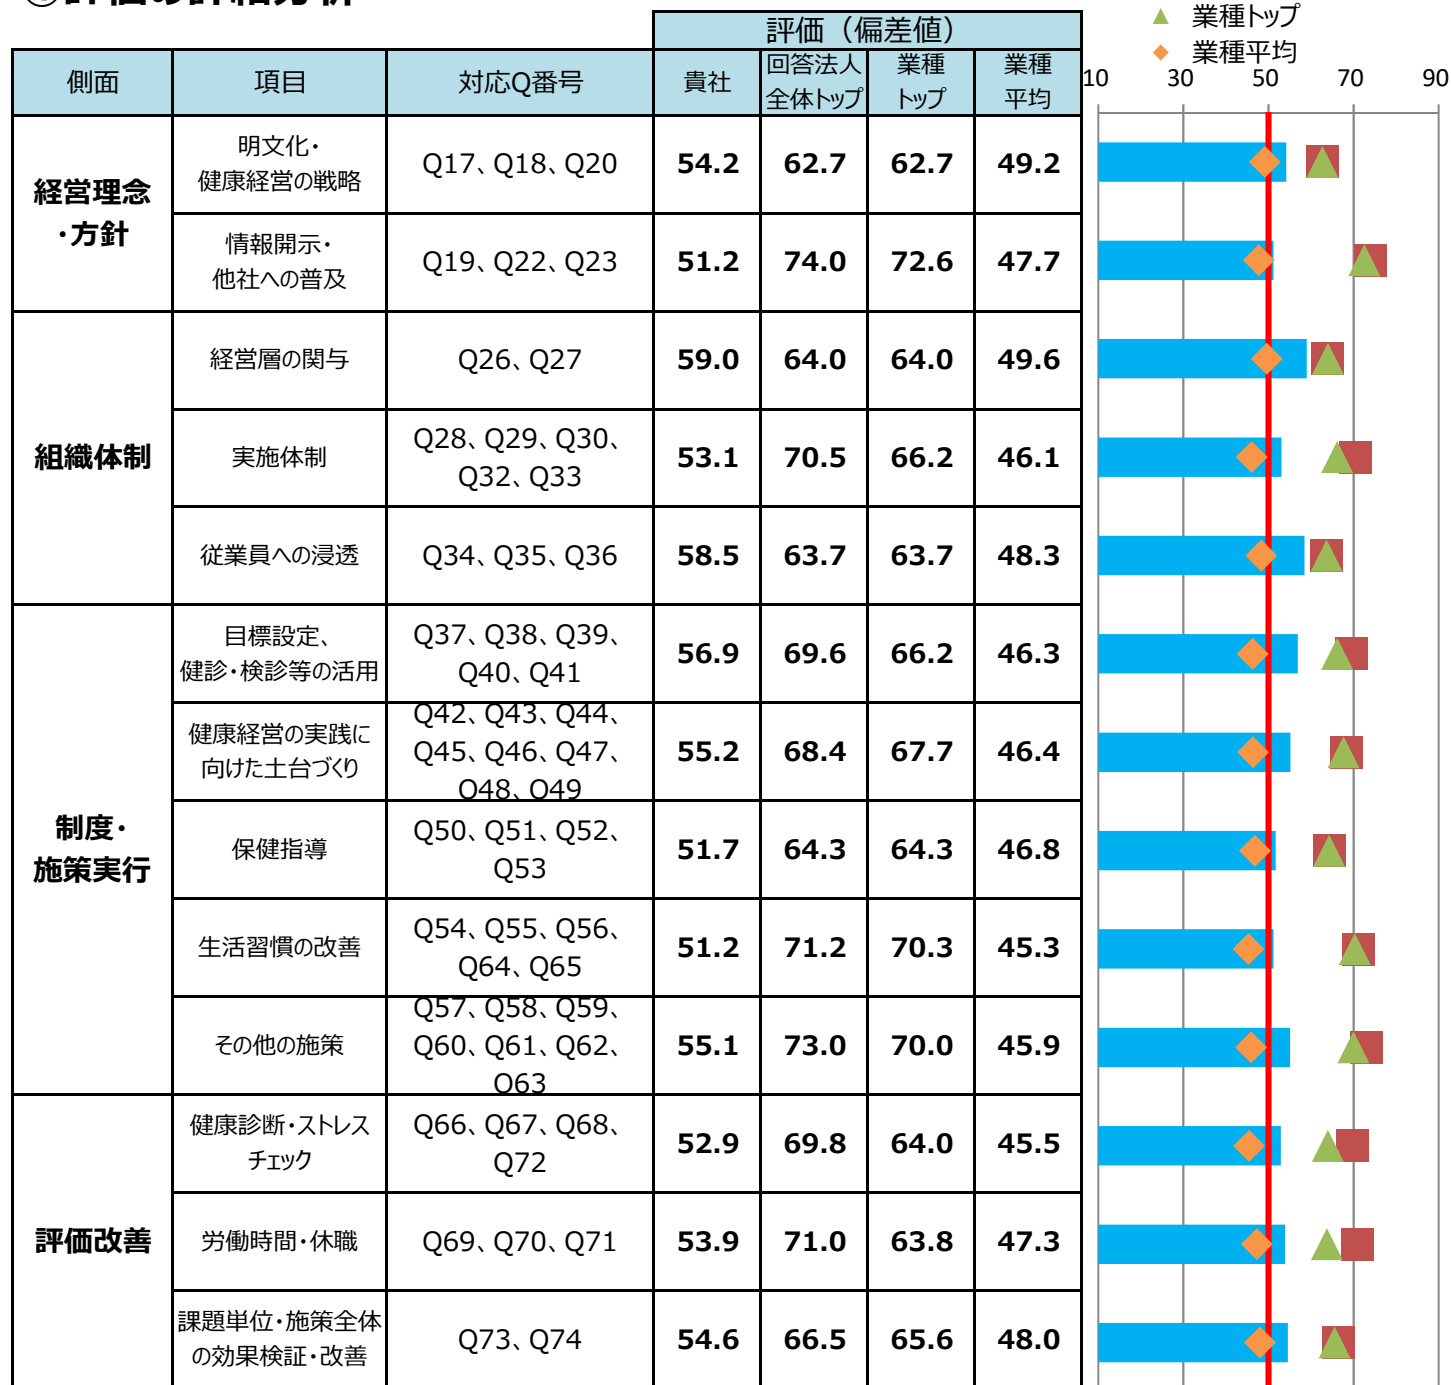 ①評価の詳細分析
▲ 業種トップ
◆ 業種平均
評価（偏差値）
側面 項目 対応Q番号 貴社 回答法人全体トップ 業種トップ 業種平均
10 30 50 70 90
経営理念・方針
明文化・
健康経営の戦略
Q17、Q18、Q20
54.2 62.7 62.7 49.2
情報開示・
他社への普及
Q19、Q22、Q23
51.2 74.0 72.6 47.7
組織体制
経営層の関与
Q26、Q27
59.0 64.0 64.0 49.6
実施体制
Q28、Q29、Q30、
Q32、Q33
53.1 70.5 66.2 46.1
従業員への浸透
Q34、Q35、Q36
58.5 63.7 63.7 48.3
制度・
施策実行
目標設定、
健診・検診等の活用
Q37、Q38、Q39、
Q40、Q41
56.9 69.6 66.2 46.3
健康経営の実践に
向けた土台づくり
Q42、Q43、Q44、
Q45、Q46、Q47、
Q48、Q49
55.2 68.4 67.7 46.4
保健指導
Q50、Q51、Q52、
Q53
51.7 64.3 64.3 46.8
生活習慣の改善
Q54、Q55、Q56、
Q64、Q65
51.2 71.2 70.3 45.3
その他の施策
Q57、Q58、Q59、
Q60、Q61、Q62、
Q63
55.1 73.0 70.0 45.9
評価改善
健康診断・ストレス
チェック
Q66、Q67、Q68、
Q72
52.9 69.8 64.0 45.5
労働時間・休職
Q69、Q70、Q71
53.9 71.0 63.8 47.3
課題単位・施策全体
の効果検証・改善
Q73、Q74
54.6 66.5 65.6 48.0